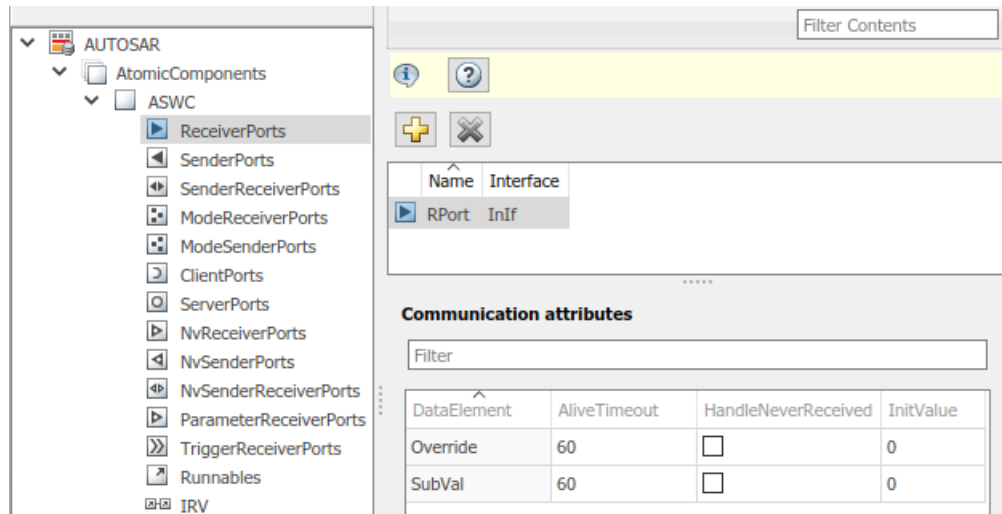 AUTOSAR
AtomicComponents
ASWC
ReceiverPorts
SenderPorts
SenderReceiverPorts
ModeReceiverPorts
ModeSenderPorts
ClientPorts
ServerPorts
NvReceiverPorts
NvSenderPorts
NvSenderReceiverPorts
ParameterReceiverPorts
TriggerReceiverPorts
Runnables
IRV
Filter Contents
Name Interface
RPort InIf
Communication attributes
Filter
DataElement AliveTimeout HandleNeverReceived InitValue
Override 60 0
SubVal 60 0